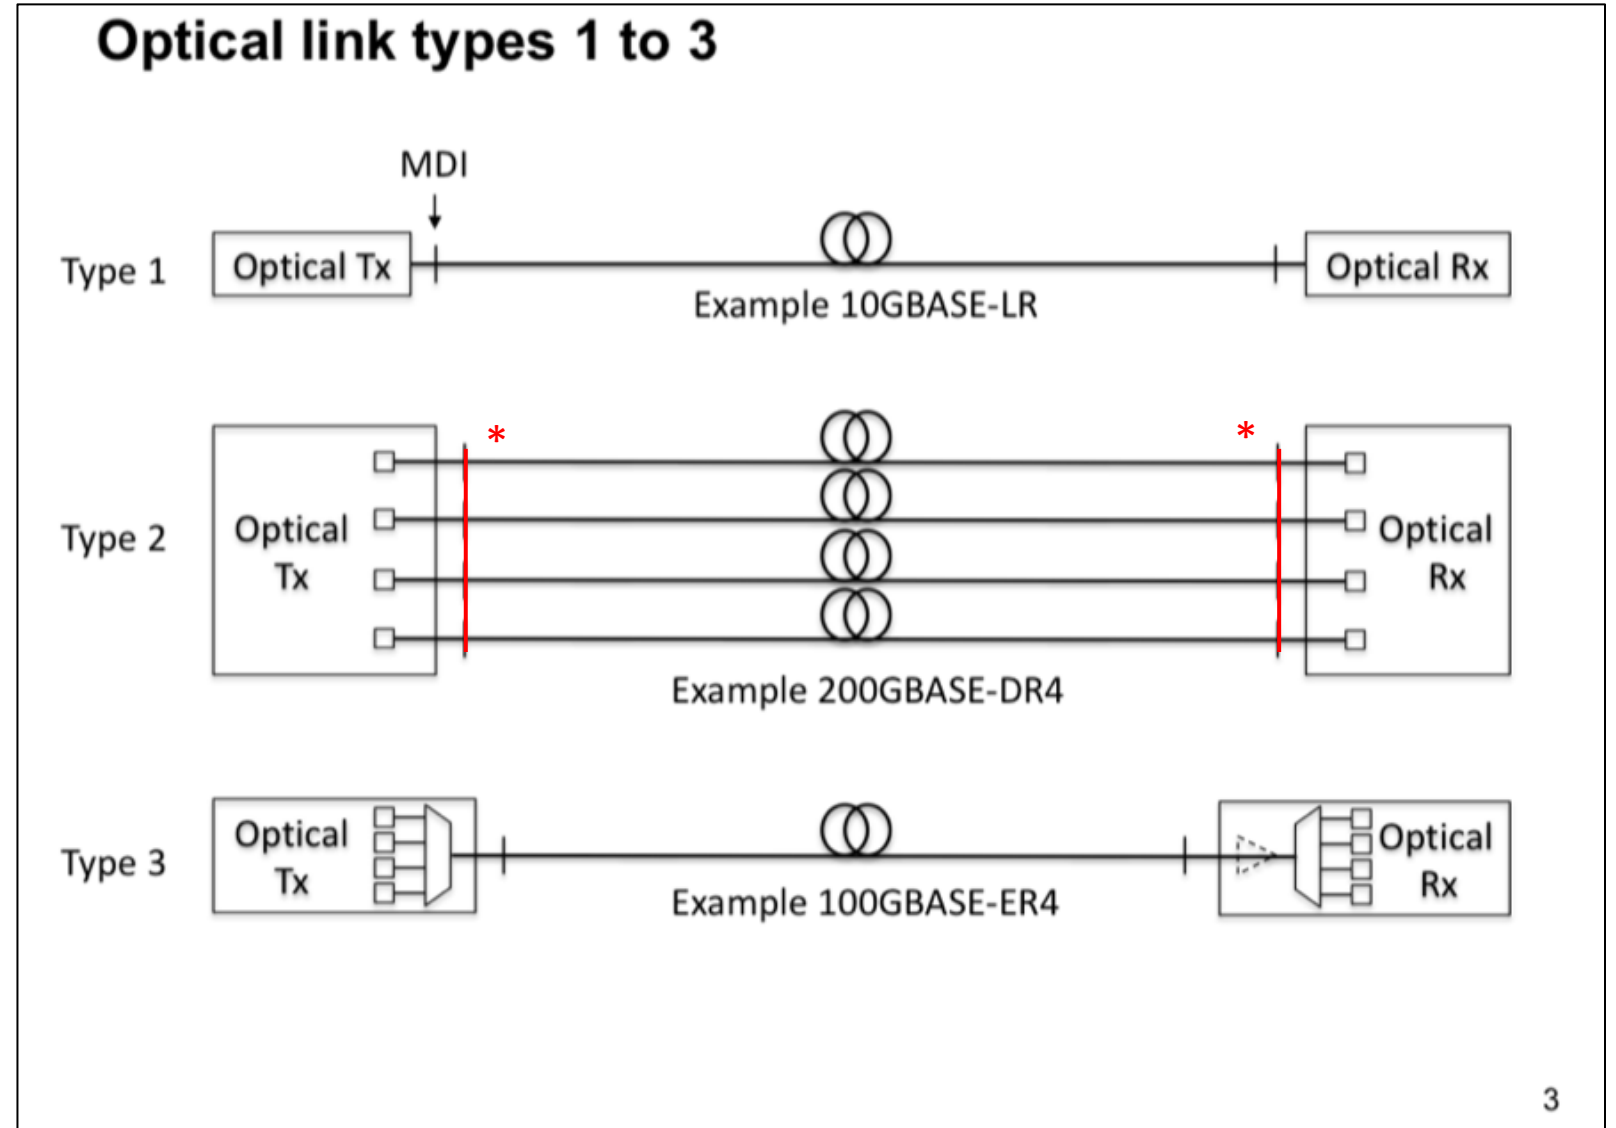 Optical link types 1 to 3
MDI
Type 1
Optical Tx
Optical Rx
Example 10GBASE-LR
*
*
Type 2
Optical
Tx
Optical
Rx
Example 200GBASE-DR4
Type 3
Optical
Tx
Optical
Rx
Example 100GBASE-ER4
3